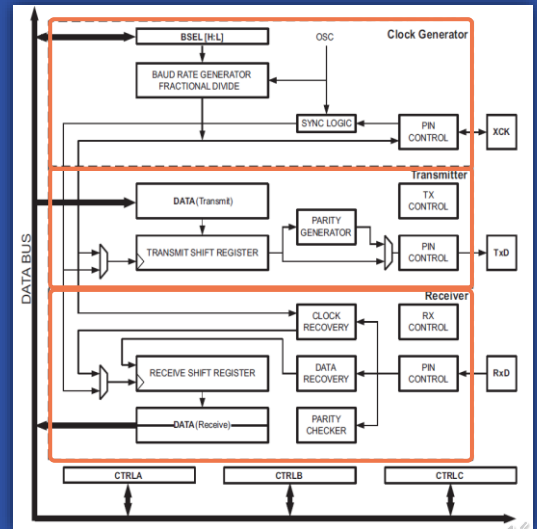 BSEL [H:L]
OSC
Clock Generator
BAUD RATE GENERATOR
FRACTIONAL DIVIDE
SYNC LOGIC
PIN
CONTROL
XCK
Transmitter
DATA (Transmit)
TX
CONTROL
PARITY
GENERATOR
TRANSMIT SHIFT REGISTER
PIN
CONTROL
TxD
DATA BUS
Receiver
CLOCK
RECOVERY
RX
CONTROL
RECEIVE SHIFT REGISTER
DATA
RECOVERY
PIN
CONTROL
RxD
DATA (Receive)
PARITY
CHECKER
CTRLA
CTRLB
CTRLC